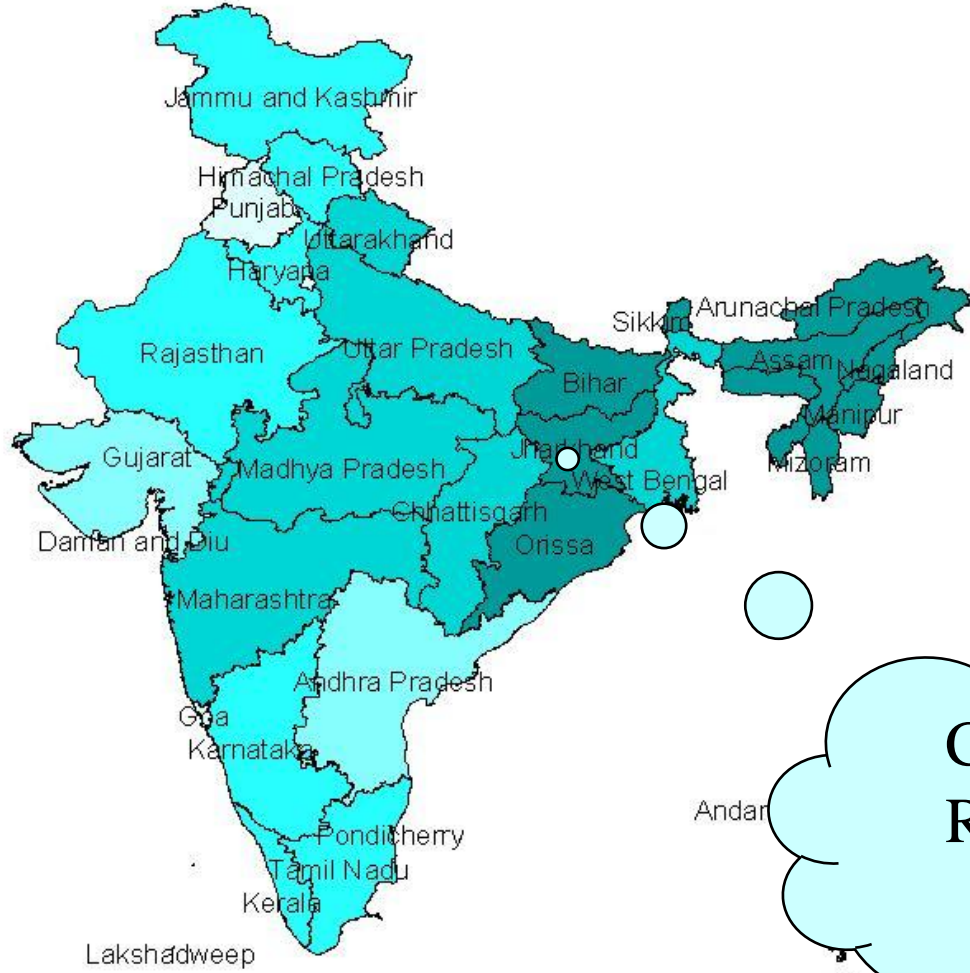 Jammu and Kashmir
Himachal Pradesh
Punjab
Uttarakhand
Haryana
Arunachal Pradesh
Sikkim
Rajasthan
Uttar Pradesh
Assam
Nagaland
Bihar
Manipur
Gujarat
Jharkhand
Mizoram
Madhya Pradesh
West Bengal
Chhattisgarh
Daman and Diu
Orissa
Maharashtra
Andhra Pradesh
Goa
Karnataka
Pondicherry
Tamil Nadu
Kerala
Lakshadweep